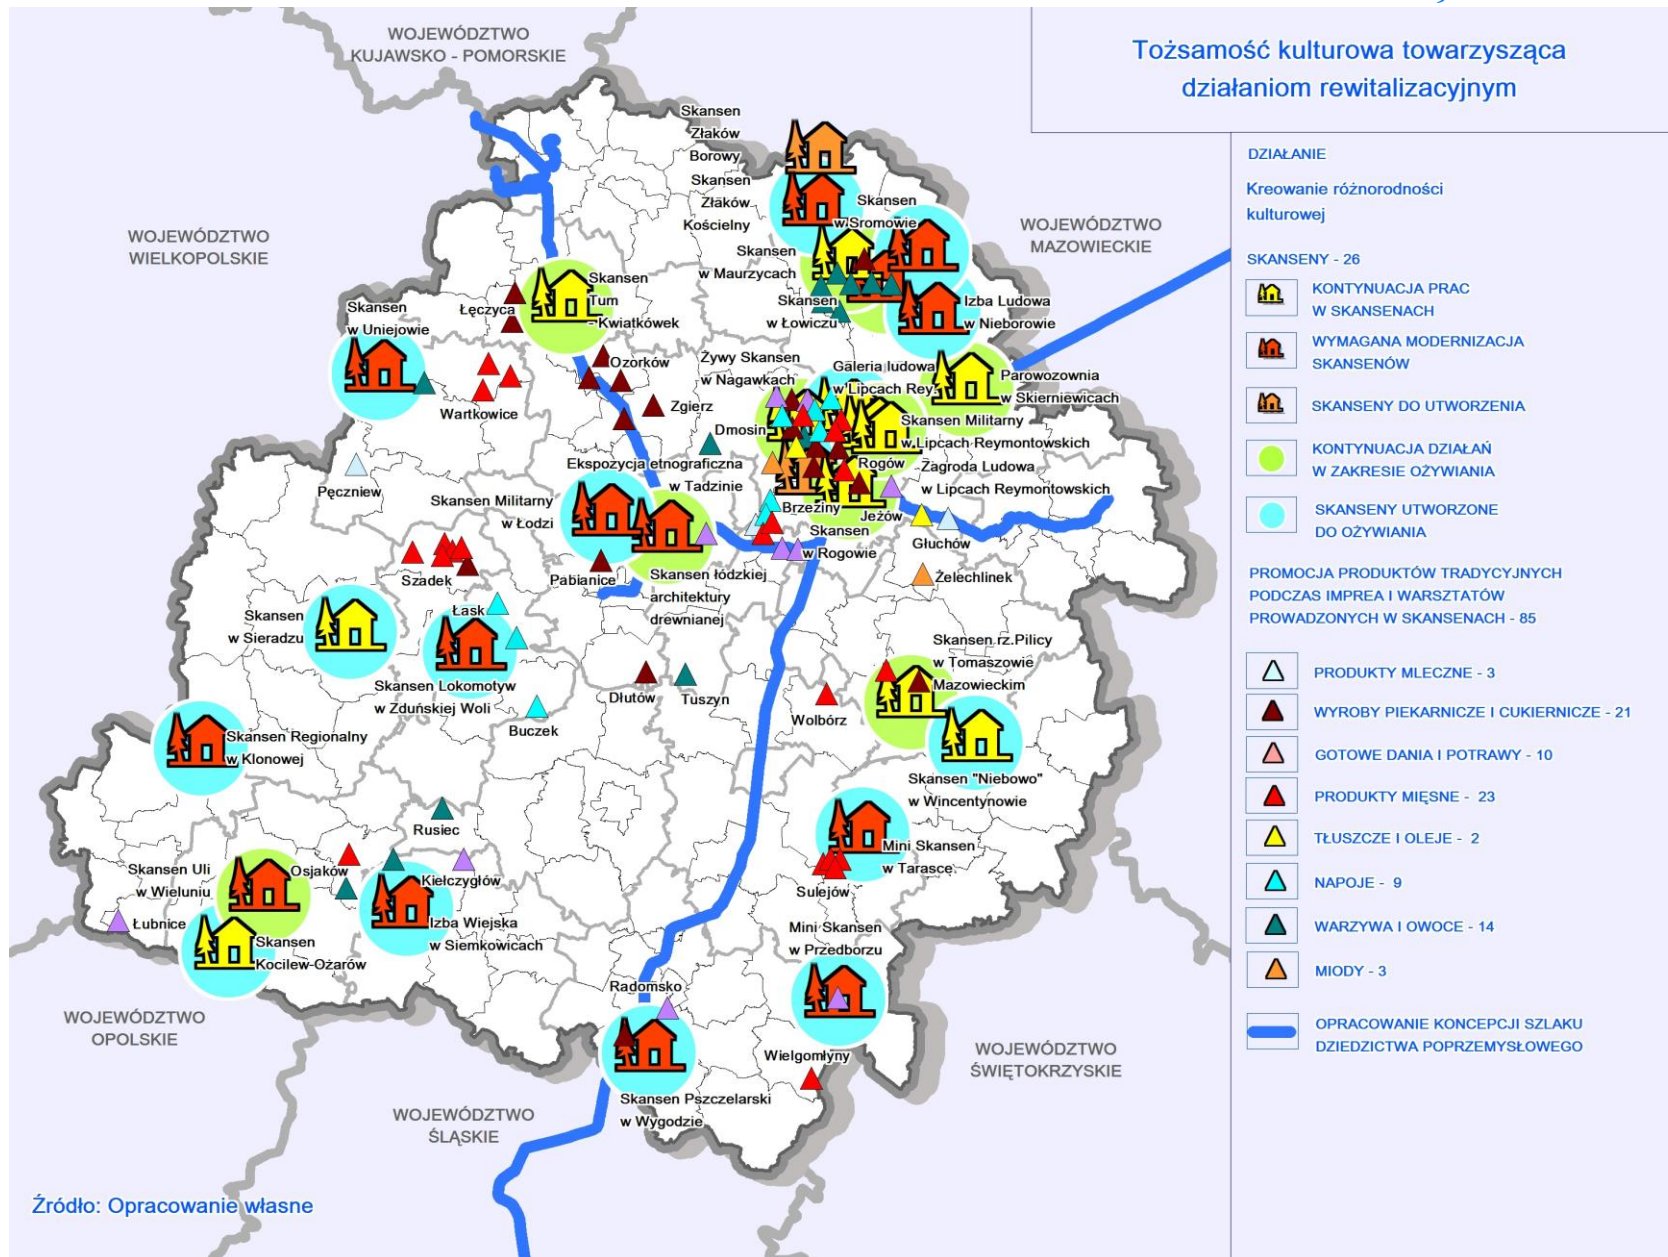 Tożsamość kulturowa towarzysząca
działaniom rewitalizacyjnym
WOJEWÓDZTWO
KUJAWSKO - POMORSKIE
WOJEWÓDZTWO
WIELKOPOLSKIE
WOJEWÓDZTWO
MAZOWIECKIE
Skansen
Złaków
Borowy
Skansen
Złaków
Kościelny
Skansen
w Sromowie
Skansen
w Maurzycach
Skansen
w Łowiczu
Izba Ludowa
w Nieborowie
Skansen
Tum
- Kwiatkówek
Łęczyca
Skansen
w Uniejowie
Wartkowice
Ozorków
Zgierz
Żywy Skansen
w Nagawkach
Galeria ludowa
w Lipcach Rey.
Parowozownia
w Skierniewicach
Dmosin
Skansen Militarny
w Lipcach Reymontowskich
Rogów
Zagroda Ludowa
w Lipcach Reymontowskich
Ekspozycja etnograficzna
w Tadzinie
Pęczniew
Skansen Militarny
w Łodzi
Brzeziny
Jeżów
Skansen
w Rogowie
Głuchów
Żelechlinek
Szadek
Pabianice
Skansen łódzkiej
architektury
drewnianej
Skansen
w Sieradzu
Łask
Skansen Lokomotyw
w Zduńskiej Woli
Buczek
Dłutów
Tuszyn
Wolbórz
Skansen rz.Pilicy
w Tomaszowie
Mazowieckim
Skansen Regionalny
w Klonowej
Skansen "Niebowo"
w Wincentynowie
Rusiec
Mini Skansen
w Tarasce
Sulejów
Skansen Uli
w Wieluniu
Osjaków
Kiełczygłów
Łubnice
Izba Wiejska
w Siemkowicach
Skansen
Kocilew-Ożarów
Mini Skansen
w Przedborzu
Radomsko
Wielgomłyny
Skansen Pszczelarski
w Wygodzie
WOJEWÓDZTWO
OPOLSKIE
WOJEWÓDZTWO
ŚLĄSKIE
WOJEWÓDZTWO
ŚWIĘTOKRZYSKIE
Źródło: Opracowanie własne
DZIAŁANIE
Kreowanie różnorodności
kulturowej
SKANSENY - 26
KONTYNUACJA PRAC
W SKANSENACH
WYMAGANA MODERNIZACJA
SKANSENÓW
SKANSENY DO UTWORZENIA
KONTYNUACJA DZIAŁAŃ
W ZAKRESIE OŻYWIANIA
SKANSENY UTWORZONE
DO OŻYWIANIA
PROMOCJA PRODUKTÓW TRADYCYJNYCH
PODCZAS IMPREA I WARSZTATÓW
PROWADZONYCH W SKANSENACH - 85
PRODUKTY MLECZNE - 3
WYROBY PIEKARNICZE I CUKIERNICZE - 21
GOTOWE DANIA I POTRAWY - 10
PRODUKTY MIĘSNE - 23
TŁUSZCZE I OLEJE - 2
NAPOJE - 9
WARZYWA I OWOCE - 14
MIODY - 3
OPRACOWANIE KONCEPCJI SZLAKU
DZIEDZICTWA POPRZEMYSŁOWEGO